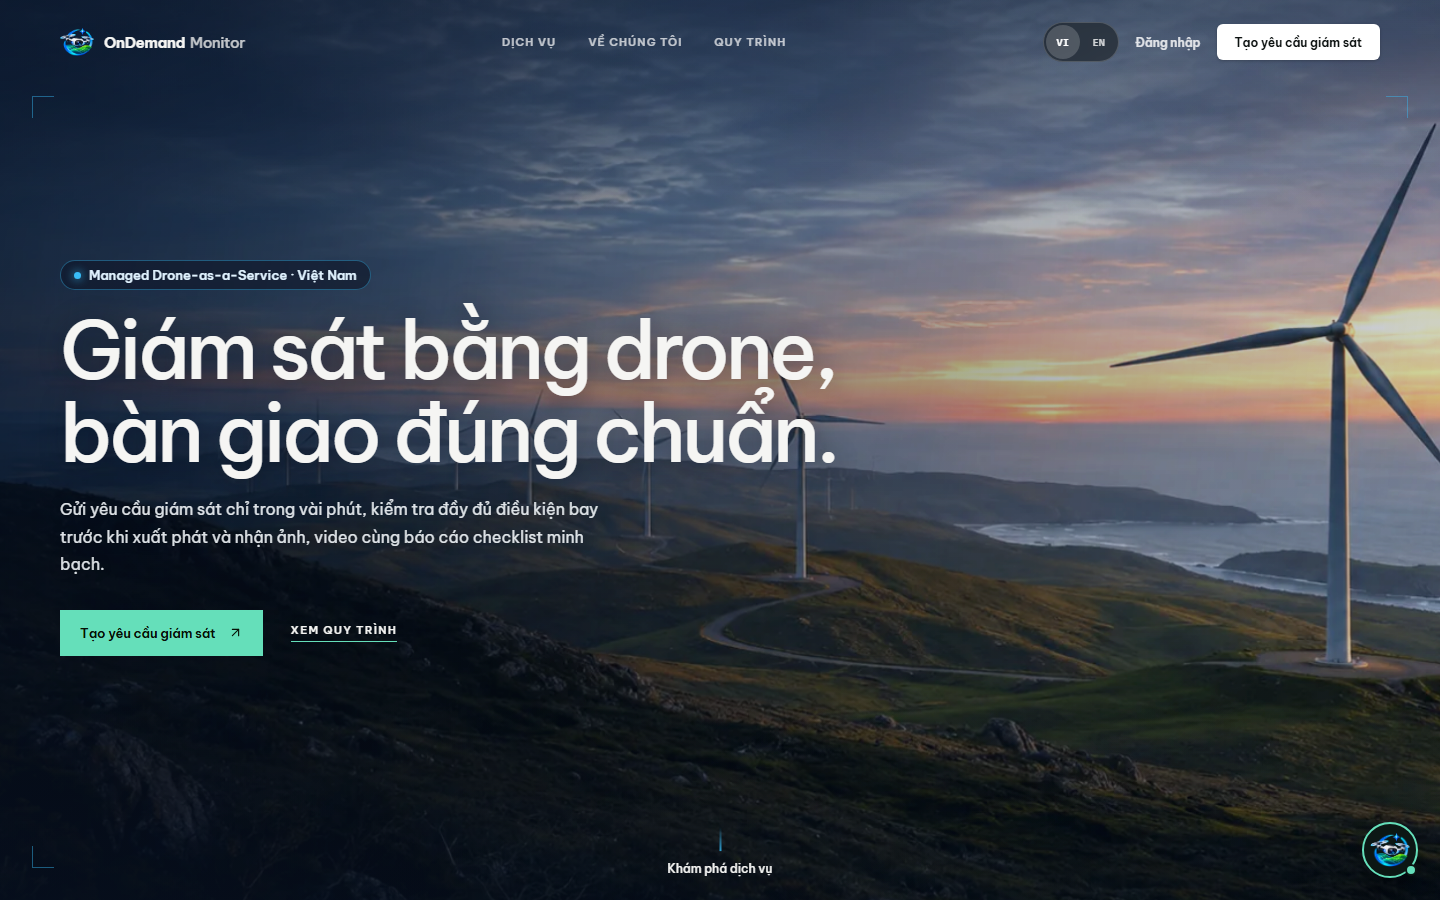 OnDemand Monitor
DỊCH VỤ
VỀ CHÚNG TÔI
QUY TRÌNH
VI
EN
Đăng nhập
Tạo yêu cầu giám sát
Managed Drone-as-a-Service · Việt Nam
Giám sát bằng drone,
bàn giao đúng chuẩn.
Gửi yêu cầu giám sát chỉ trong vài phút, kiểm tra đầy đủ điều kiện bay
trước khi xuất phát và nhận ảnh, video cùng báo cáo checklist minh
bạch.
Tạo yêu cầu giám sát
XEM QUY TRÌNH
Khám phá dịch vụ